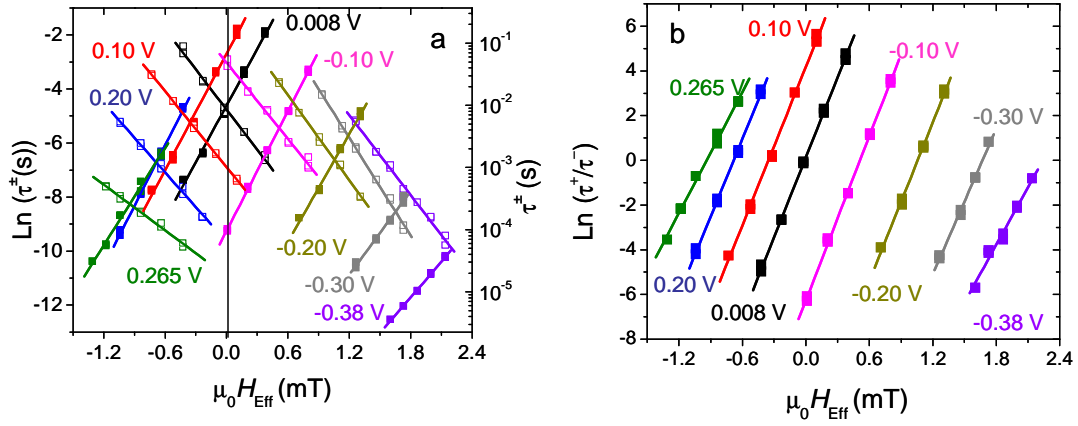 a
0.10 V
0.008 V
-0.10 V
0.20 V
0.265 V
-0.20 V
-0.30 V
-0.38 V
Ln (τ±(s))
-2
-4
-6
-8
-10
-12
τ± (s)
10⁻¹
10⁻²
10⁻³
10⁻⁴
10⁻⁵
-1.2 -0.6 0.0 0.6 1.2 1.8 2.4
μ₀HEff (mT)
b
0.10 V
-0.10 V
0.265 V
-0.30 V
0.20 V
0.008 V
-0.20 V
-0.38 V
Ln (τ⁺/τ⁻)
6
4
2
0
-2
-4
-6
-8
-1.2 -0.6 0.0 0.6 1.2 1.8 2.4
μ₀HEff (mT)